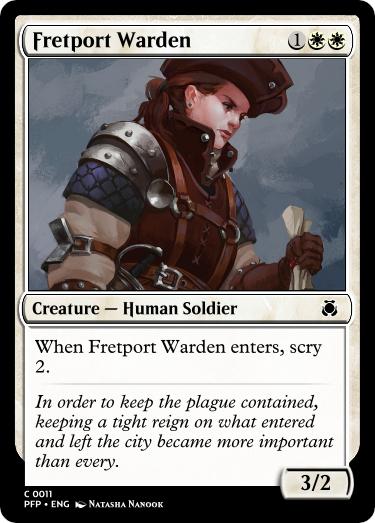 Fretport Warden 1
Creature — Human Soldier
When Fretport Warden enters, scry
2.
In order to keep the plague contained,
keeping a tight reign on what entered
and left the city became more important
than every.
3/2
C 0011
PFP • ENG Natasha Nanook